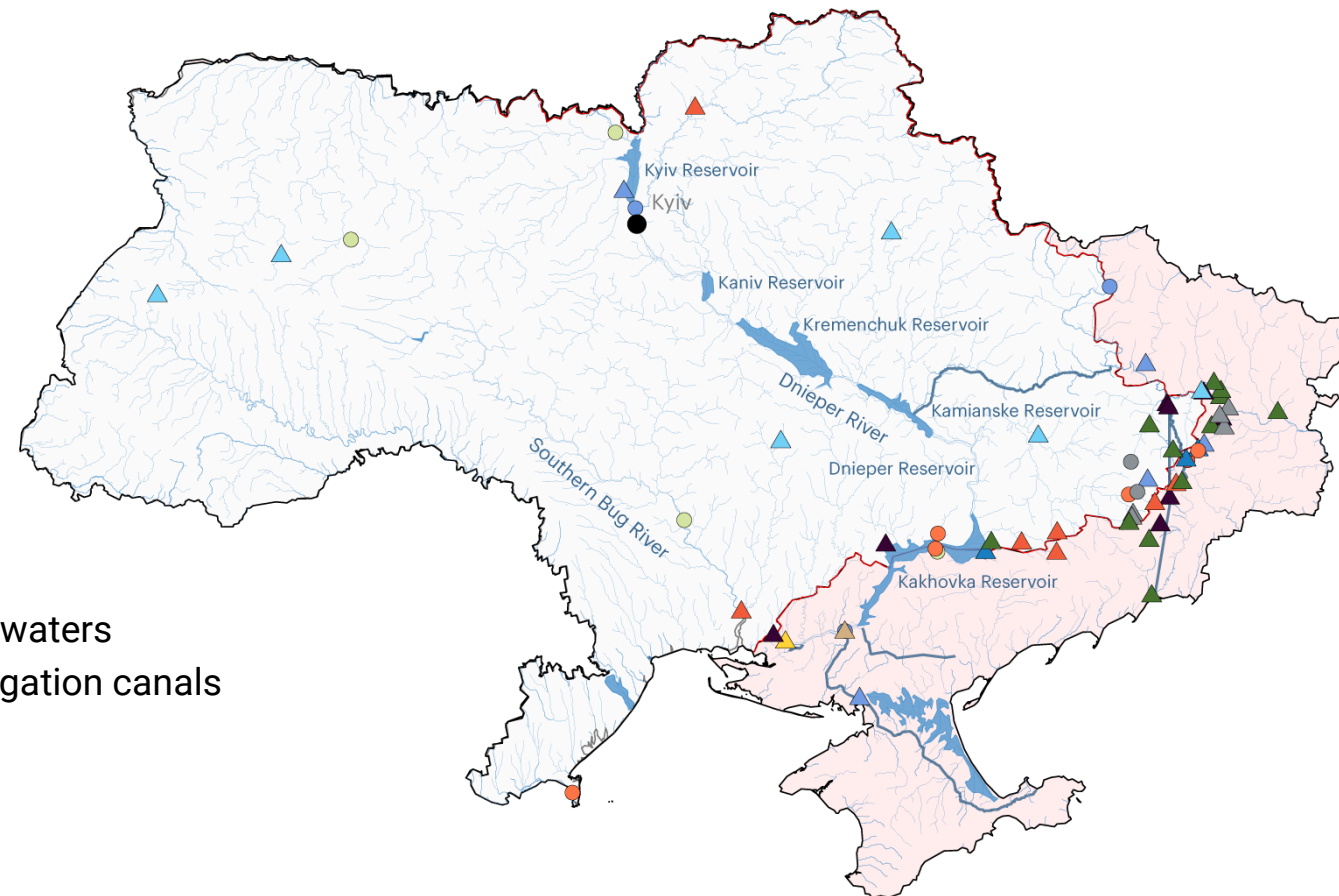 Kyiv Reservoir
Kyiv
Kaniv Reservoir
Kremenchuk Reservoir
Dnieper River
Kamianske Reservoir
Southern Bug River
Dnieper Reservoir
Kakhovka Reservoir
waters
gation canals